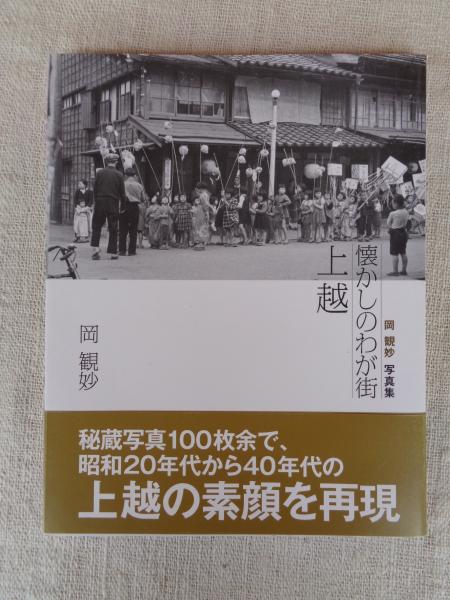 岡 観妙 写真集
懐かしのわが街
上越
岡 観妙
秘蔵写真100枚余で、
昭和20年代から40年代の
上越の素顔を再現